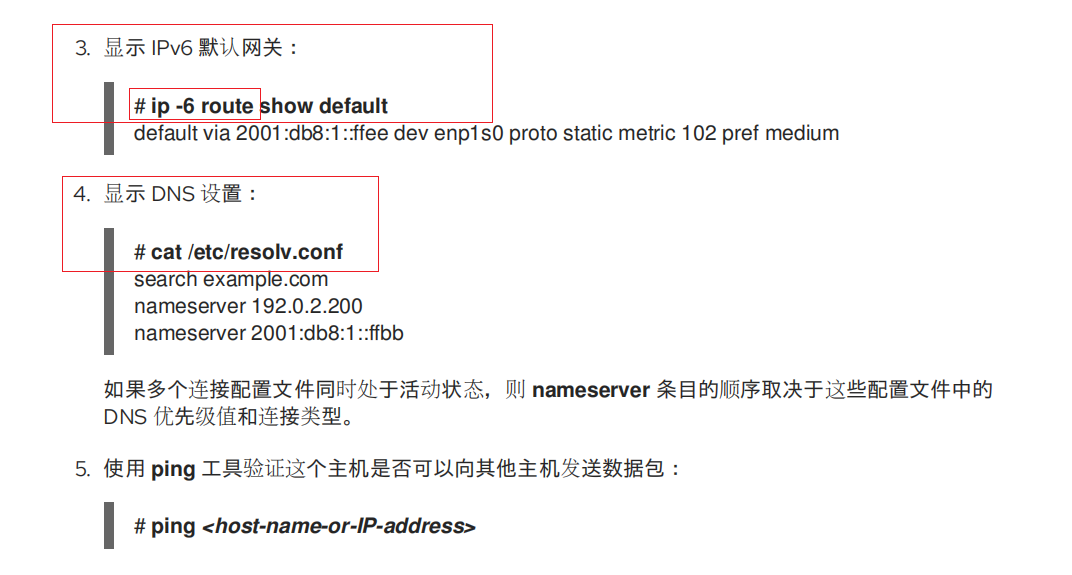 3. 显示 IPv6 默认网关：
# ip -6 route show default
default via 2001:db8:1::ffee dev enp1s0 proto static metric 102 pref medium
4. 显示 DNS 设置：
# cat /etc/resolv.conf
search example.com
nameserver 192.0.2.200
nameserver 2001:db8:1::ffbb
如果多个连接配置文件同时处于活动状态，则 nameserver 条目的顺序取决于这些配置文件中的
DNS 优先级值和连接类型。
5. 使用 ping 工具验证这个主机是否可以向其他主机发送数据包：
# ping <host-name-or-IP-address>